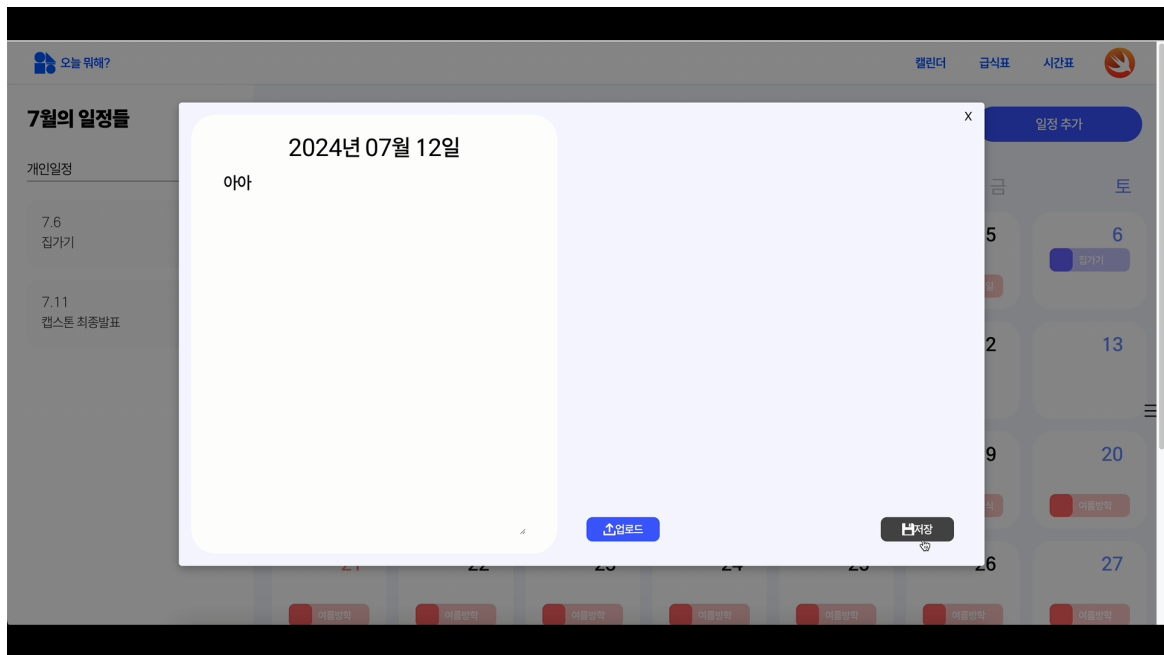 오늘 뭐해?
캘린더
급식표
시간표
7월의 일정들
개인일정
7.6
집가기
7.11
캡스톤 최종발표
X
2024년 07월 12일
아아
업로드
저장
일정 추가
금
토
5
6
집가기
2
13
9
20
식
여름방학
21
22
23
24
25
26
27
여름방학
여름방학
여름방학
여름방학
여름방학
여름방학
여름방학